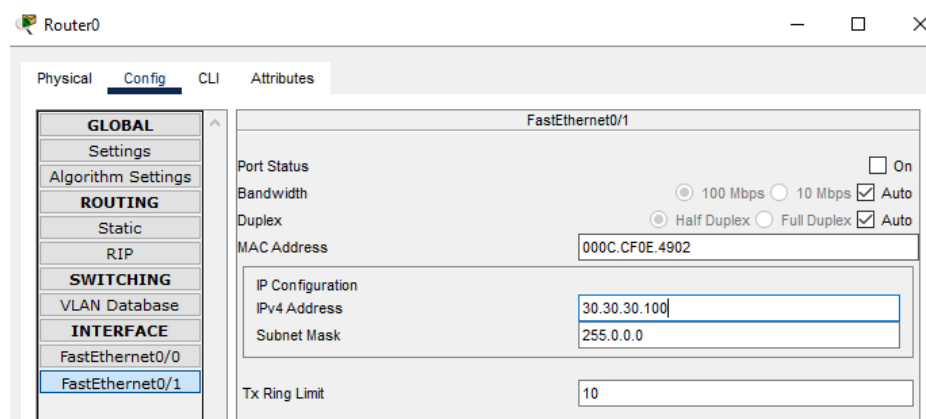 Router0
Physical Config CLI Attributes
GLOBAL
Settings
Algorithm Settings
ROUTING
Static
RIP
SWITCHING
VLAN Database
INTERFACE
FastEthernet0/0
FastEthernet0/1
FastEthernet0/1
Port Status On
Bandwidth 100 Mbps 10 Mbps Auto
Duplex Half Duplex Full Duplex Auto
MAC Address 000C.CF0E.4902
IP Configuration
IPv4 Address 30.30.30.100
Subnet Mask 255.0.0.0
Tx Ring Limit 10